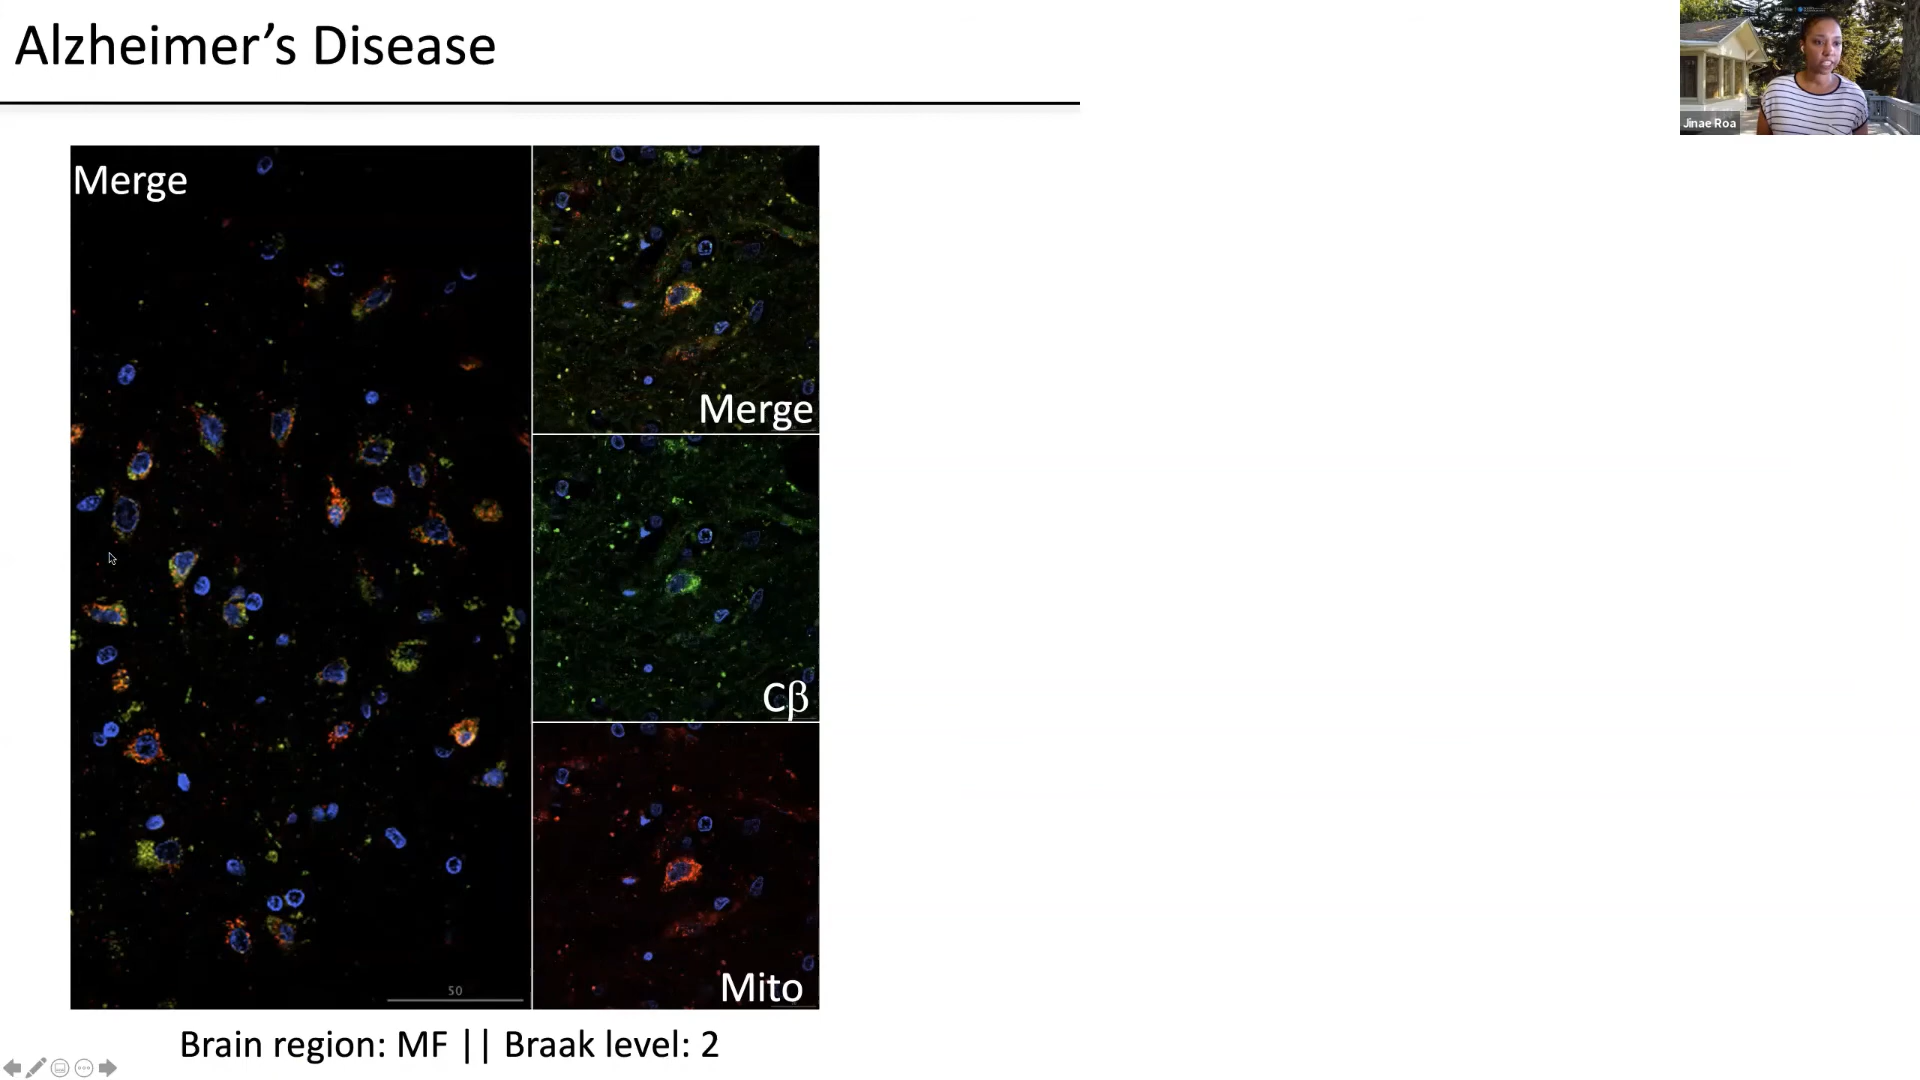 Alzheimer’s Disease
Jinae Roa
Merge
Merge
Cβ
Mito
50
Brain region: MF || Braak level: 2